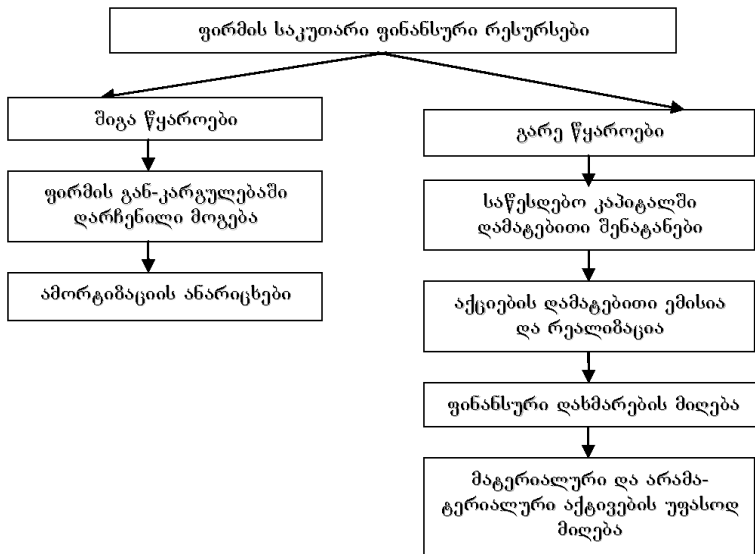 ფირმის საკუთარი ფინანსური რესურსები
შიგა წყაროები
ფირმის გან-კარგულებაში
დარჩენილი მოგება
ამორტიზაციის ანარიცხები
გარე წყაროები
საწესდებო კაპიტალში
დამატებითი შენატანები
აქციების დამატებითი ემისია
და რეალიზაცია
ფინანსური დახმარების მიღება
მატერიალური და არამა-
ტერიალური აქტივების უფასოდ
მიღება